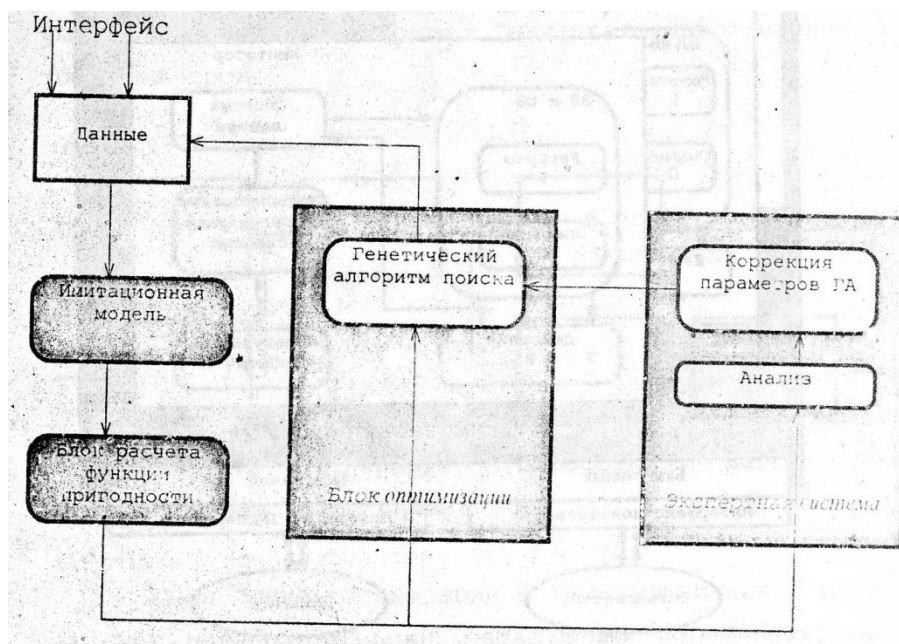 Интерфейс
Данные
Имитационная
модель
Блок расчета
функции
пригодности
Генетический
алгоритм поиска
Блок оптимизации
Коррекция
параметров ГА
Анализ
Экспертная система